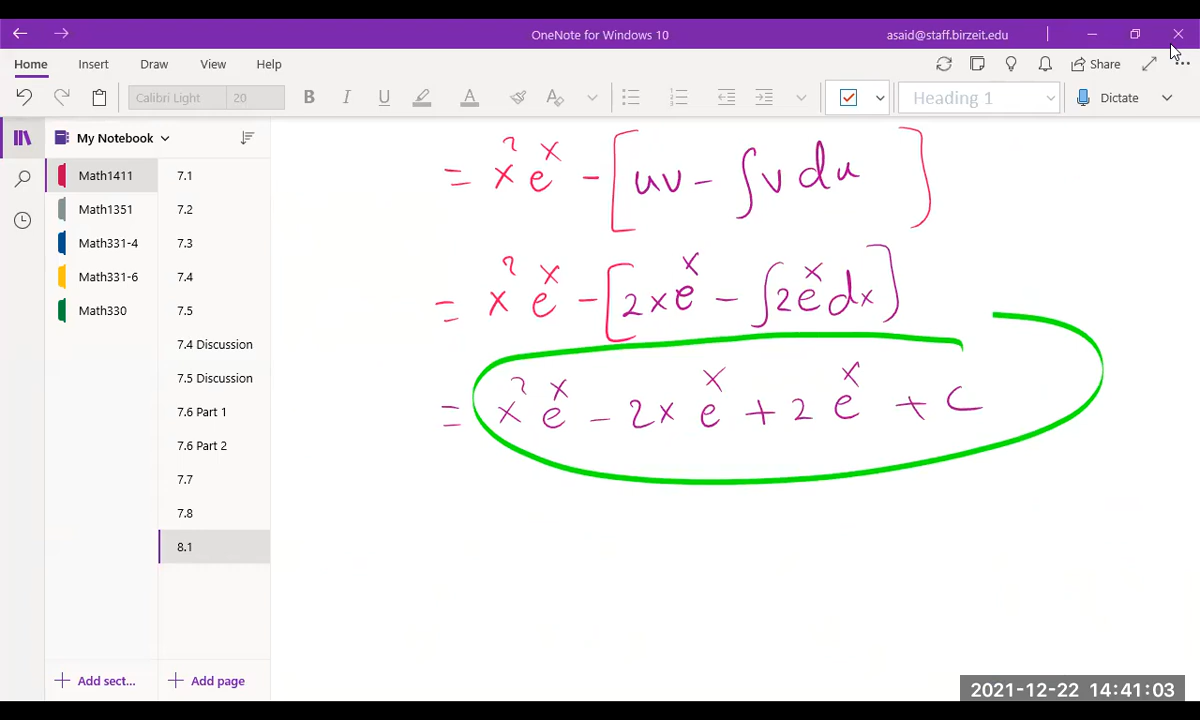 OneNote for Windows 10
asaid@staff.birzeit.edu
Home Insert Draw View Help
Share
Calibri Light 20 B I U A Heading 1 Dictate
My Notebook
Math1411
Math1351
Math331-4
Math331-6
Math330
7.1
7.2
7.3
7.4
7.5
7.4 Discussion
7.5 Discussion
7.6 Part 1
7.6 Part 2
7.7
7.8
8.1
= x² eˣ - [uv - ∫v du]
= x² eˣ - [2x eˣ - ∫2eˣ dx]
= x² eˣ - 2x eˣ + 2 eˣ + c
+ Add sect...
+ Add page
2021-12-22 14:41:03